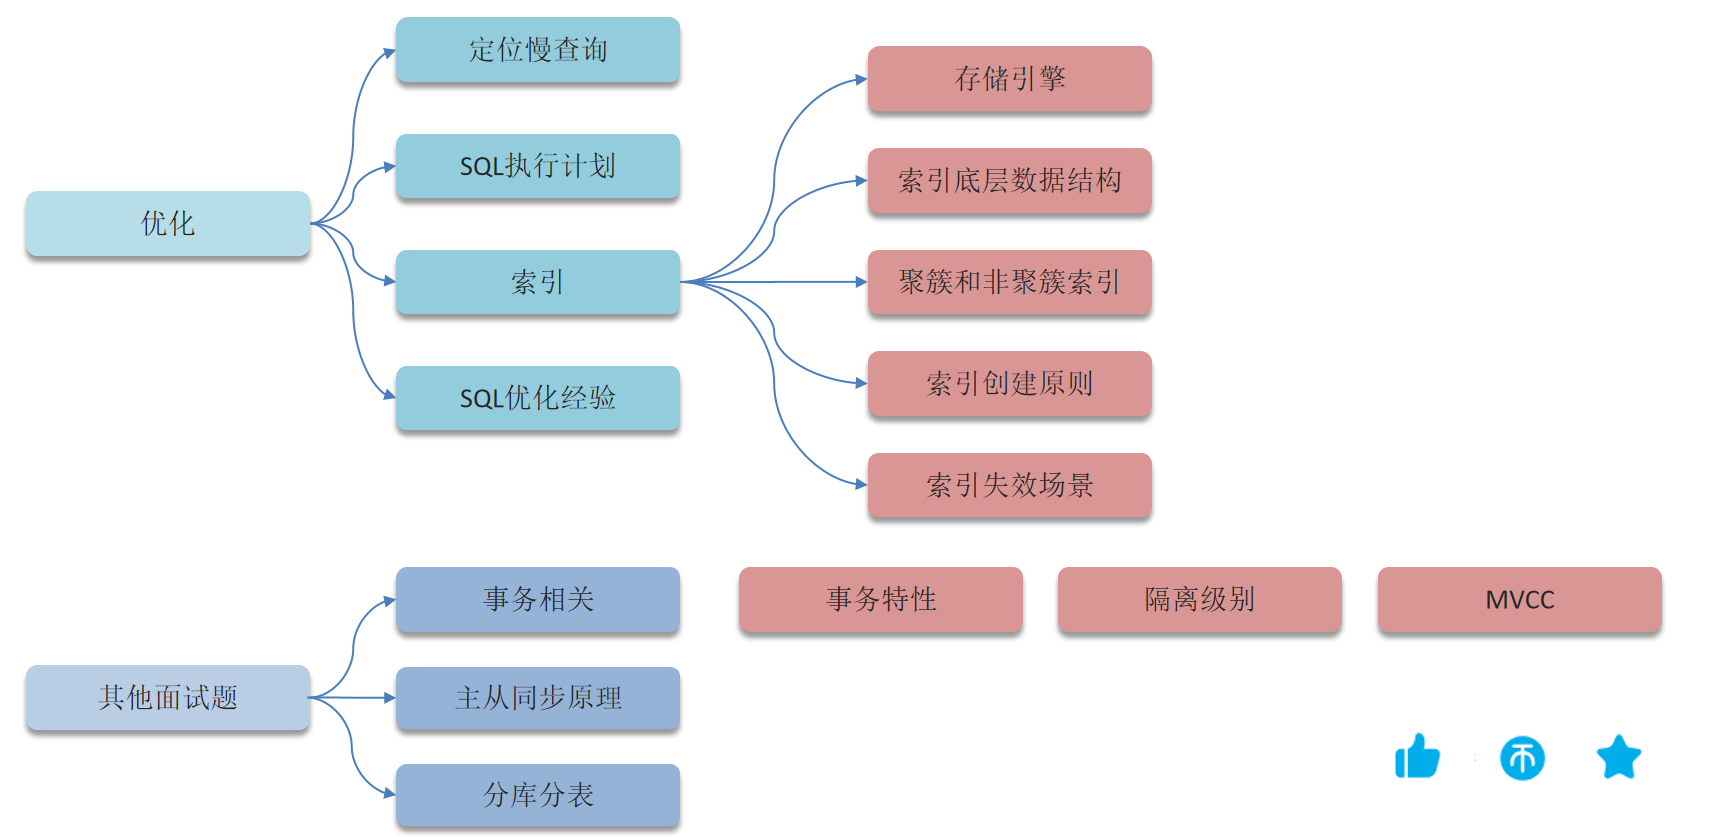 优化
定位慢查询
SQL执行计划
索引
SQL优化经验
存储引擎
索引底层数据结构
聚簇和非聚簇索引
索引创建原则
索引失效场景
其他面试题
事务相关
主从同步原理
分库分表
事务特性
隔离级别
MVCC